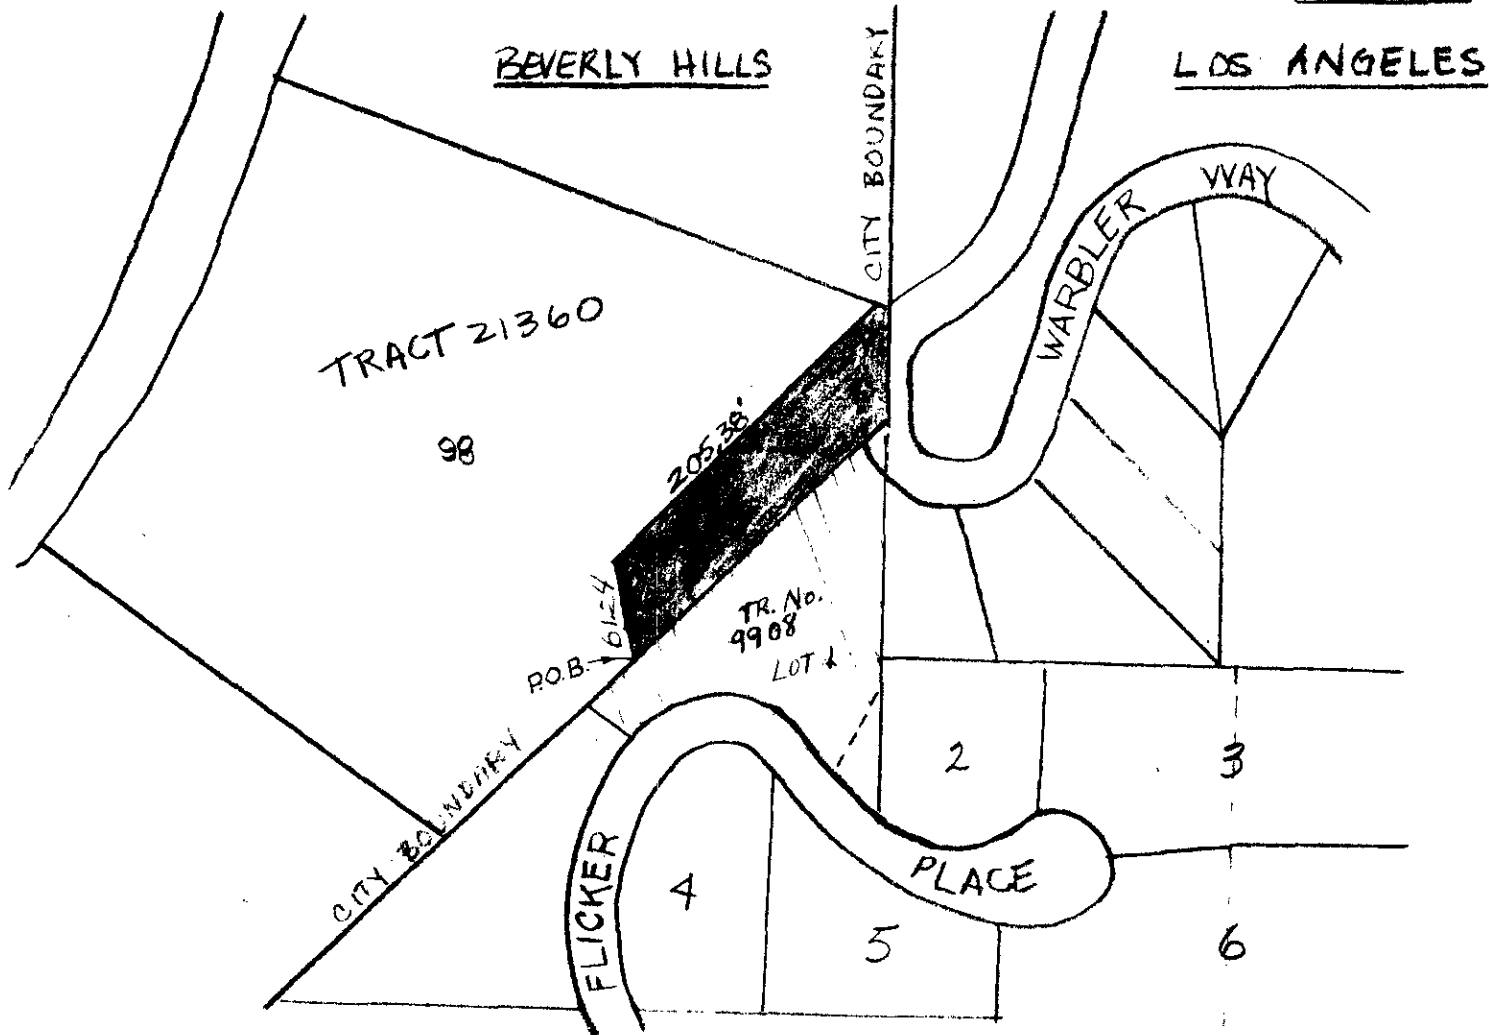 BEVERLY HILLS
LOS ANGELES
CITY BOUNDARY
WARBLER WAY
TRACT 21360
98
205.38'
61.24
P.O.B.
TR. No.
9908
LOT 1
CITY BOUNDARY
2
3
FLICKER PLACE
4
5
6